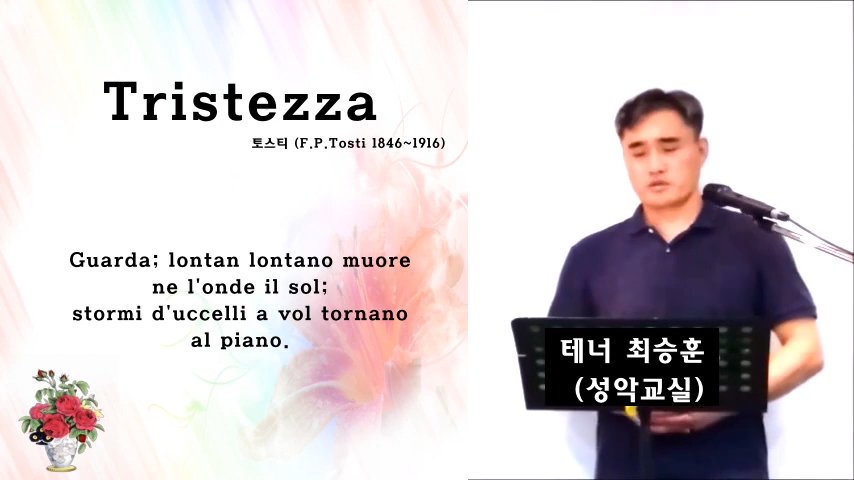 Tristezza
토스티 (F.P.Tosti 1846~1916)
Guarda; lontan lontano muore
ne l'onde il sol;
stormi d'uccelli a vol tornano
al piano.
테너 최승훈
(성악교실)